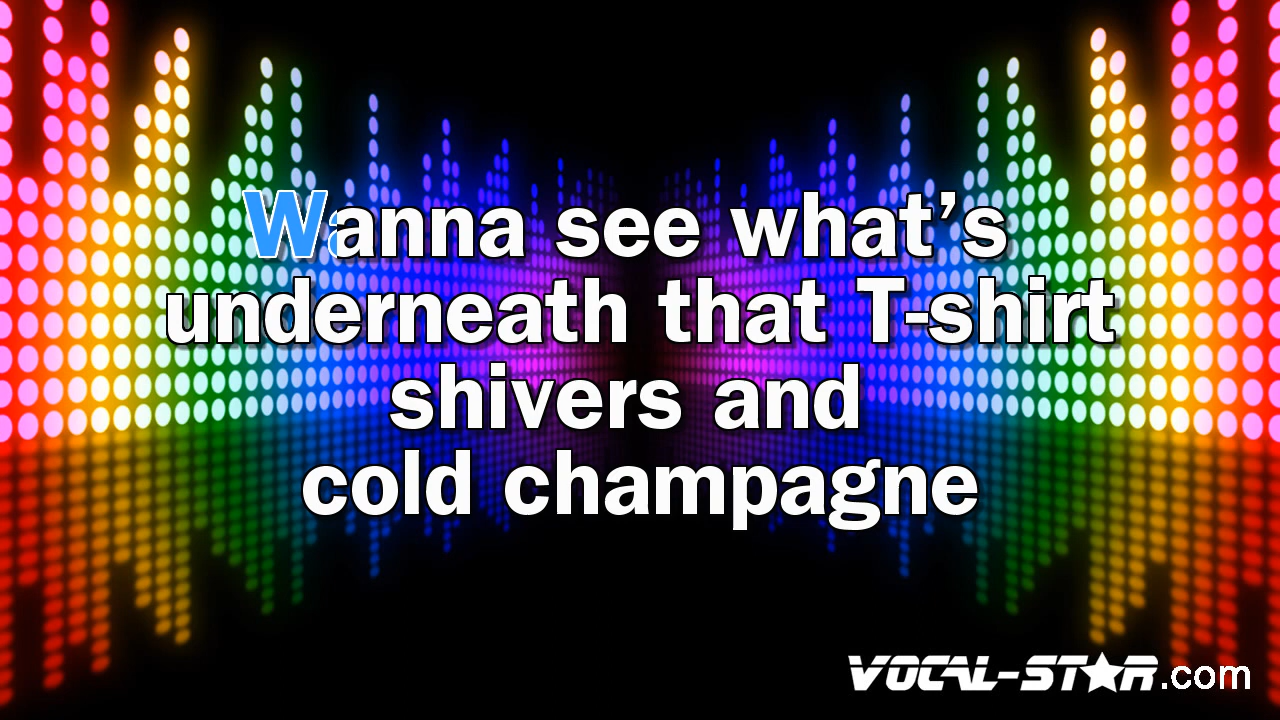 Wanna see what’s
underneath that T-shirt
shivers and
cold champagne
VOCAL-STAR.com